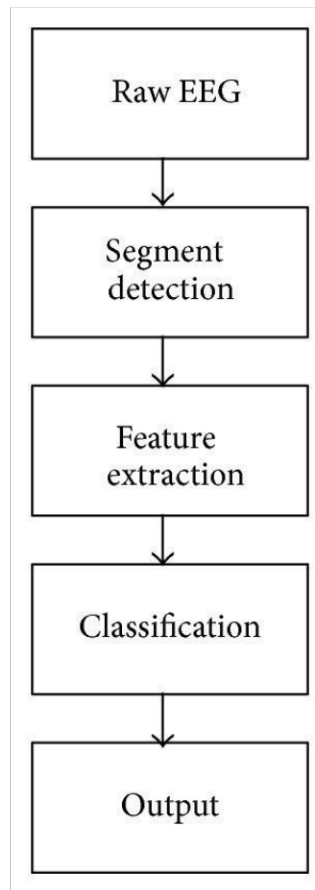 Raw EEG
Segment
detection
Feature
extraction
Classification
Output